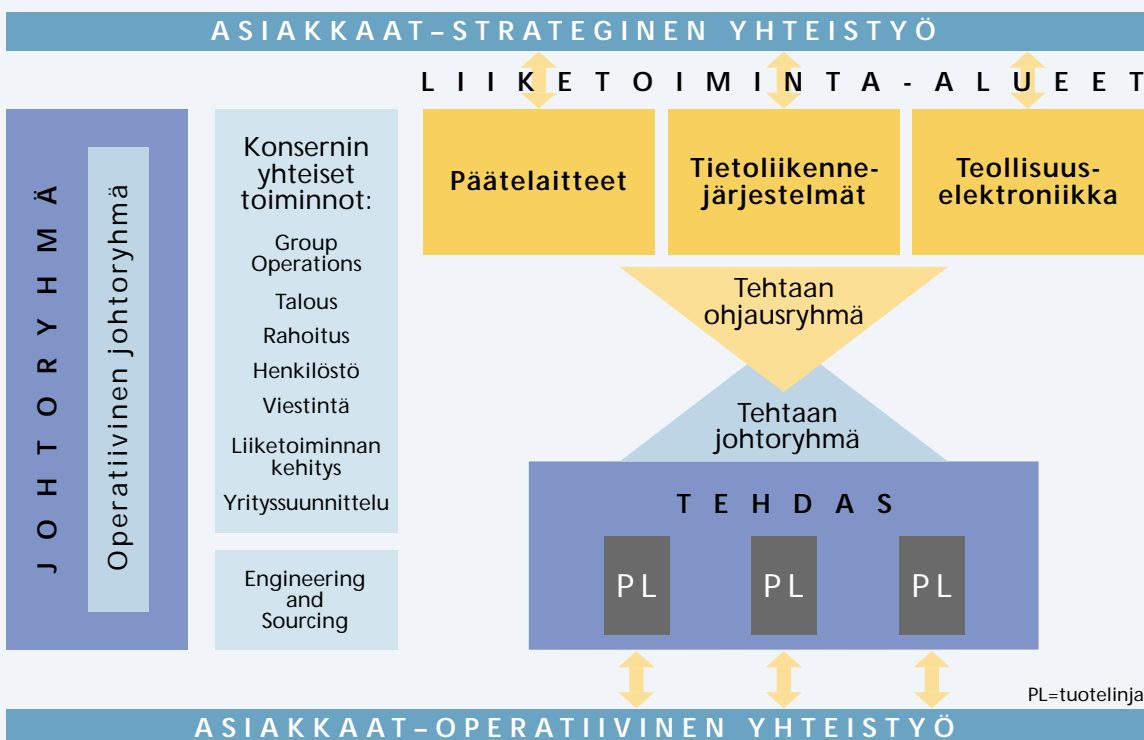 ASIAKKAAT–STRATEGINEN YHTEISTYÖ
LIIKETOIMINTA-ALUEET
JOHTORYHMÄ
Operatiivinen johtoryhmä
Konsernin
yhteiset
toiminnot:
Group
Operations
Talous
Rahoitus
Henkilöstö
Viestintä
Liiketoiminnan
kehitys
Yrityssuunnittelu
Engineering
and
Sourcing
Päätelaitteet
Tietoliikenne-
järjestelmät
Teollisuus-
elektroniikka
Tehtaan
ohjausryhmä
Tehtaan
johtoryhmä
TEHDAS
PL PL PL
PL=tuotelinja
ASIAKKAAT–OPERATIIVINEN YHTEISTYÖ